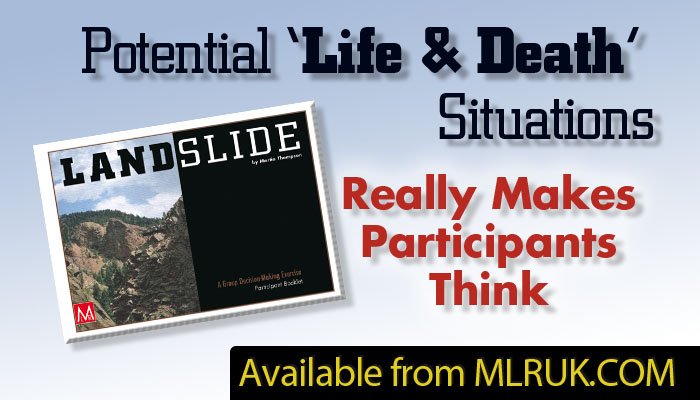 Potential ‘Life & Death’
Situations
LANDSLIDE
by Martin Thompson
A Group Decision-Making Exercise
Participant Booklet
Really Makes
Participants
Think
Available from MLRUK.COM